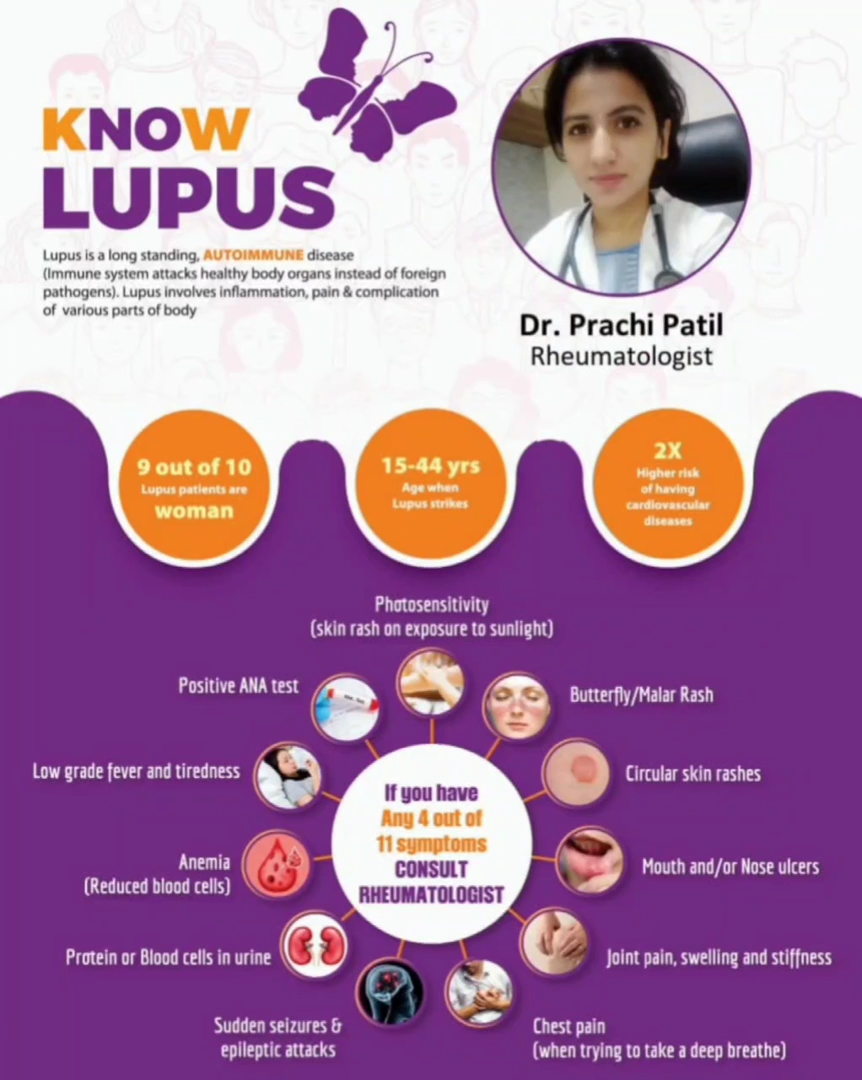 KNOW
LUPUS
Lupus is a long standing, AUTOIMMUNE disease
(Immune system attacks healthy body organs instead of foreign
pathogens). Lupus involves inflammation, pain & complication
of various parts of body
Dr. Prachi Patil
Rheumatologist
9 out of 10
Lupus patients are
woman
15-44 yrs
Age when
Lupus strikes
2X
Higher risk
of having
cardiovascular
diseases
Photosensitivity
(skin rash on exposure to sunlight)
Positive ANA test
Butterfly/Malar Rash
Low grade fever and tiredness
Circular skin rashes
If you have
Any 4 out of
11 symptoms
CONSULT
RHEUMATOLOGIST
Anemia
(Reduced blood cells)
Mouth and/or Nose ulcers
Protein or Blood cells in urine
Joint pain, swelling and stiffness
Sudden seizures &
epileptic attacks
Chest pain
(when trying to take a deep breathe)